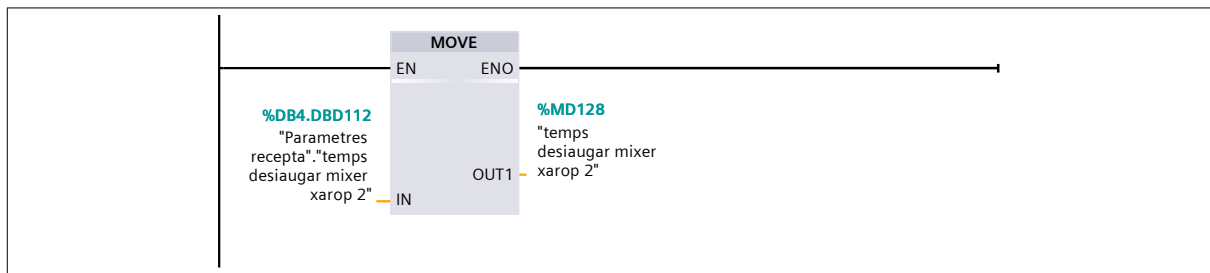 MOVE
EN ENO
%DB4.DBD112
"Parametres
recepta"."temps
desiaugar mixer
xarop 2"
IN
%MD128
"temps
desiaugar mixer
xarop 2"
OUT1